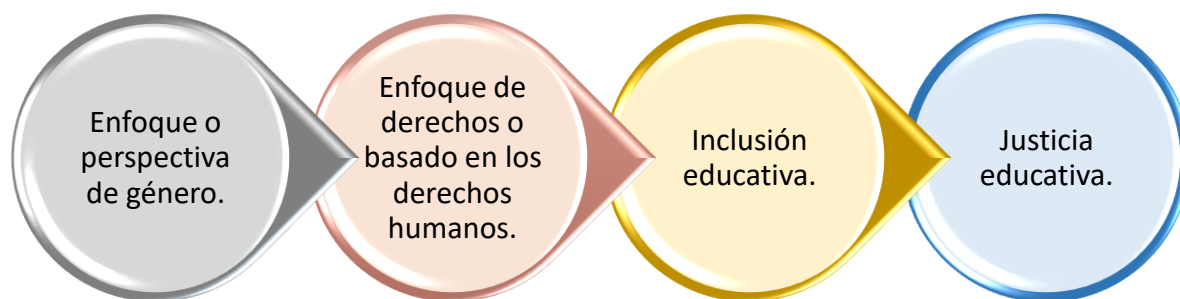 Enfoque o
perspectiva
de género.
Enfoque de
derechos o
basado en los
derechos
humanos.
Inclusión
educativa.
Justicia
educativa.